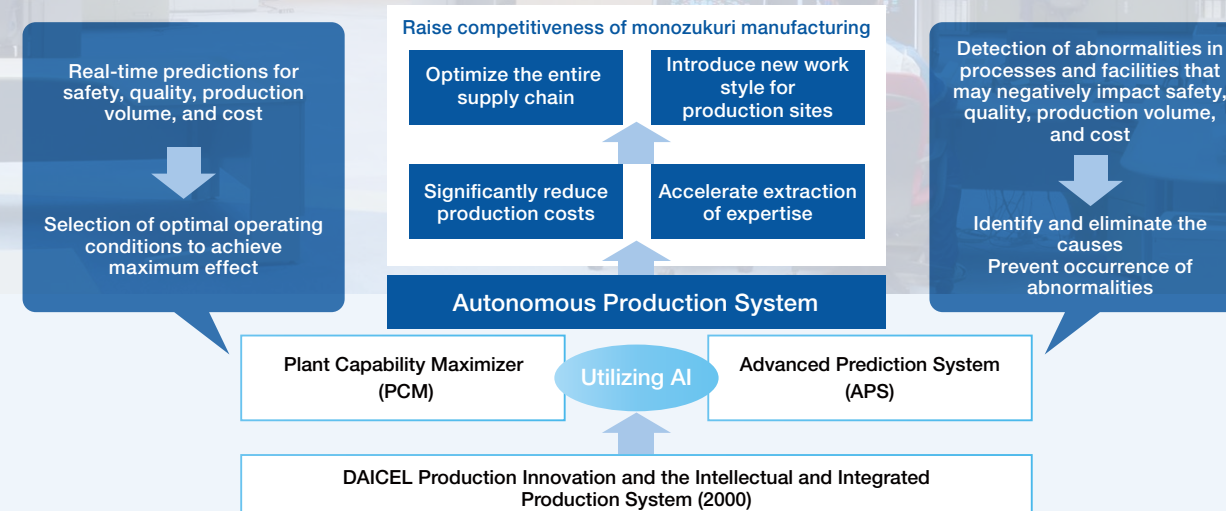 Raise competitiveness of monozukuri manufacturing
Optimize the entire
supply chain
Introduce new work
style for
production sites
Significantly reduce
production costs
Accelerate extraction
of expertise
Autonomous Production System
Real-time predictions for
safety, quality, production
volume, and cost
Selection of optimal operating
conditions to achieve
maximum effect
Detection of abnormalities in
processes and facilities that
may negatively impact safety,
quality, production volume,
and cost
Identify and eliminate the
causes
Prevent occurrence of
abnormalities
Plant Capability Maximizer
(PCM)
Utilizing AI
Advanced Prediction System
(APS)
DAICEL Production Innovation and the Intellectual and Integrated
Production System (2000)